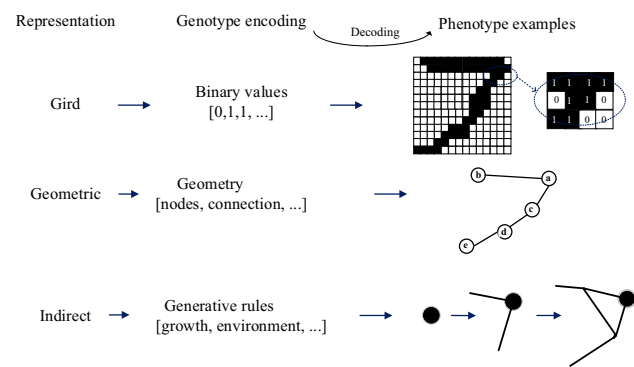 Representation Genotype encoding Decoding Phenotype examples
Gird Binary values
[0,1,1, ...]
1 1 1 1
0 1 1 0
1 1 0 0
Geometric Geometry
[nodes, connection, ...]
b a
c
d
e
Indirect Generative rules
[growth, environment, ...]